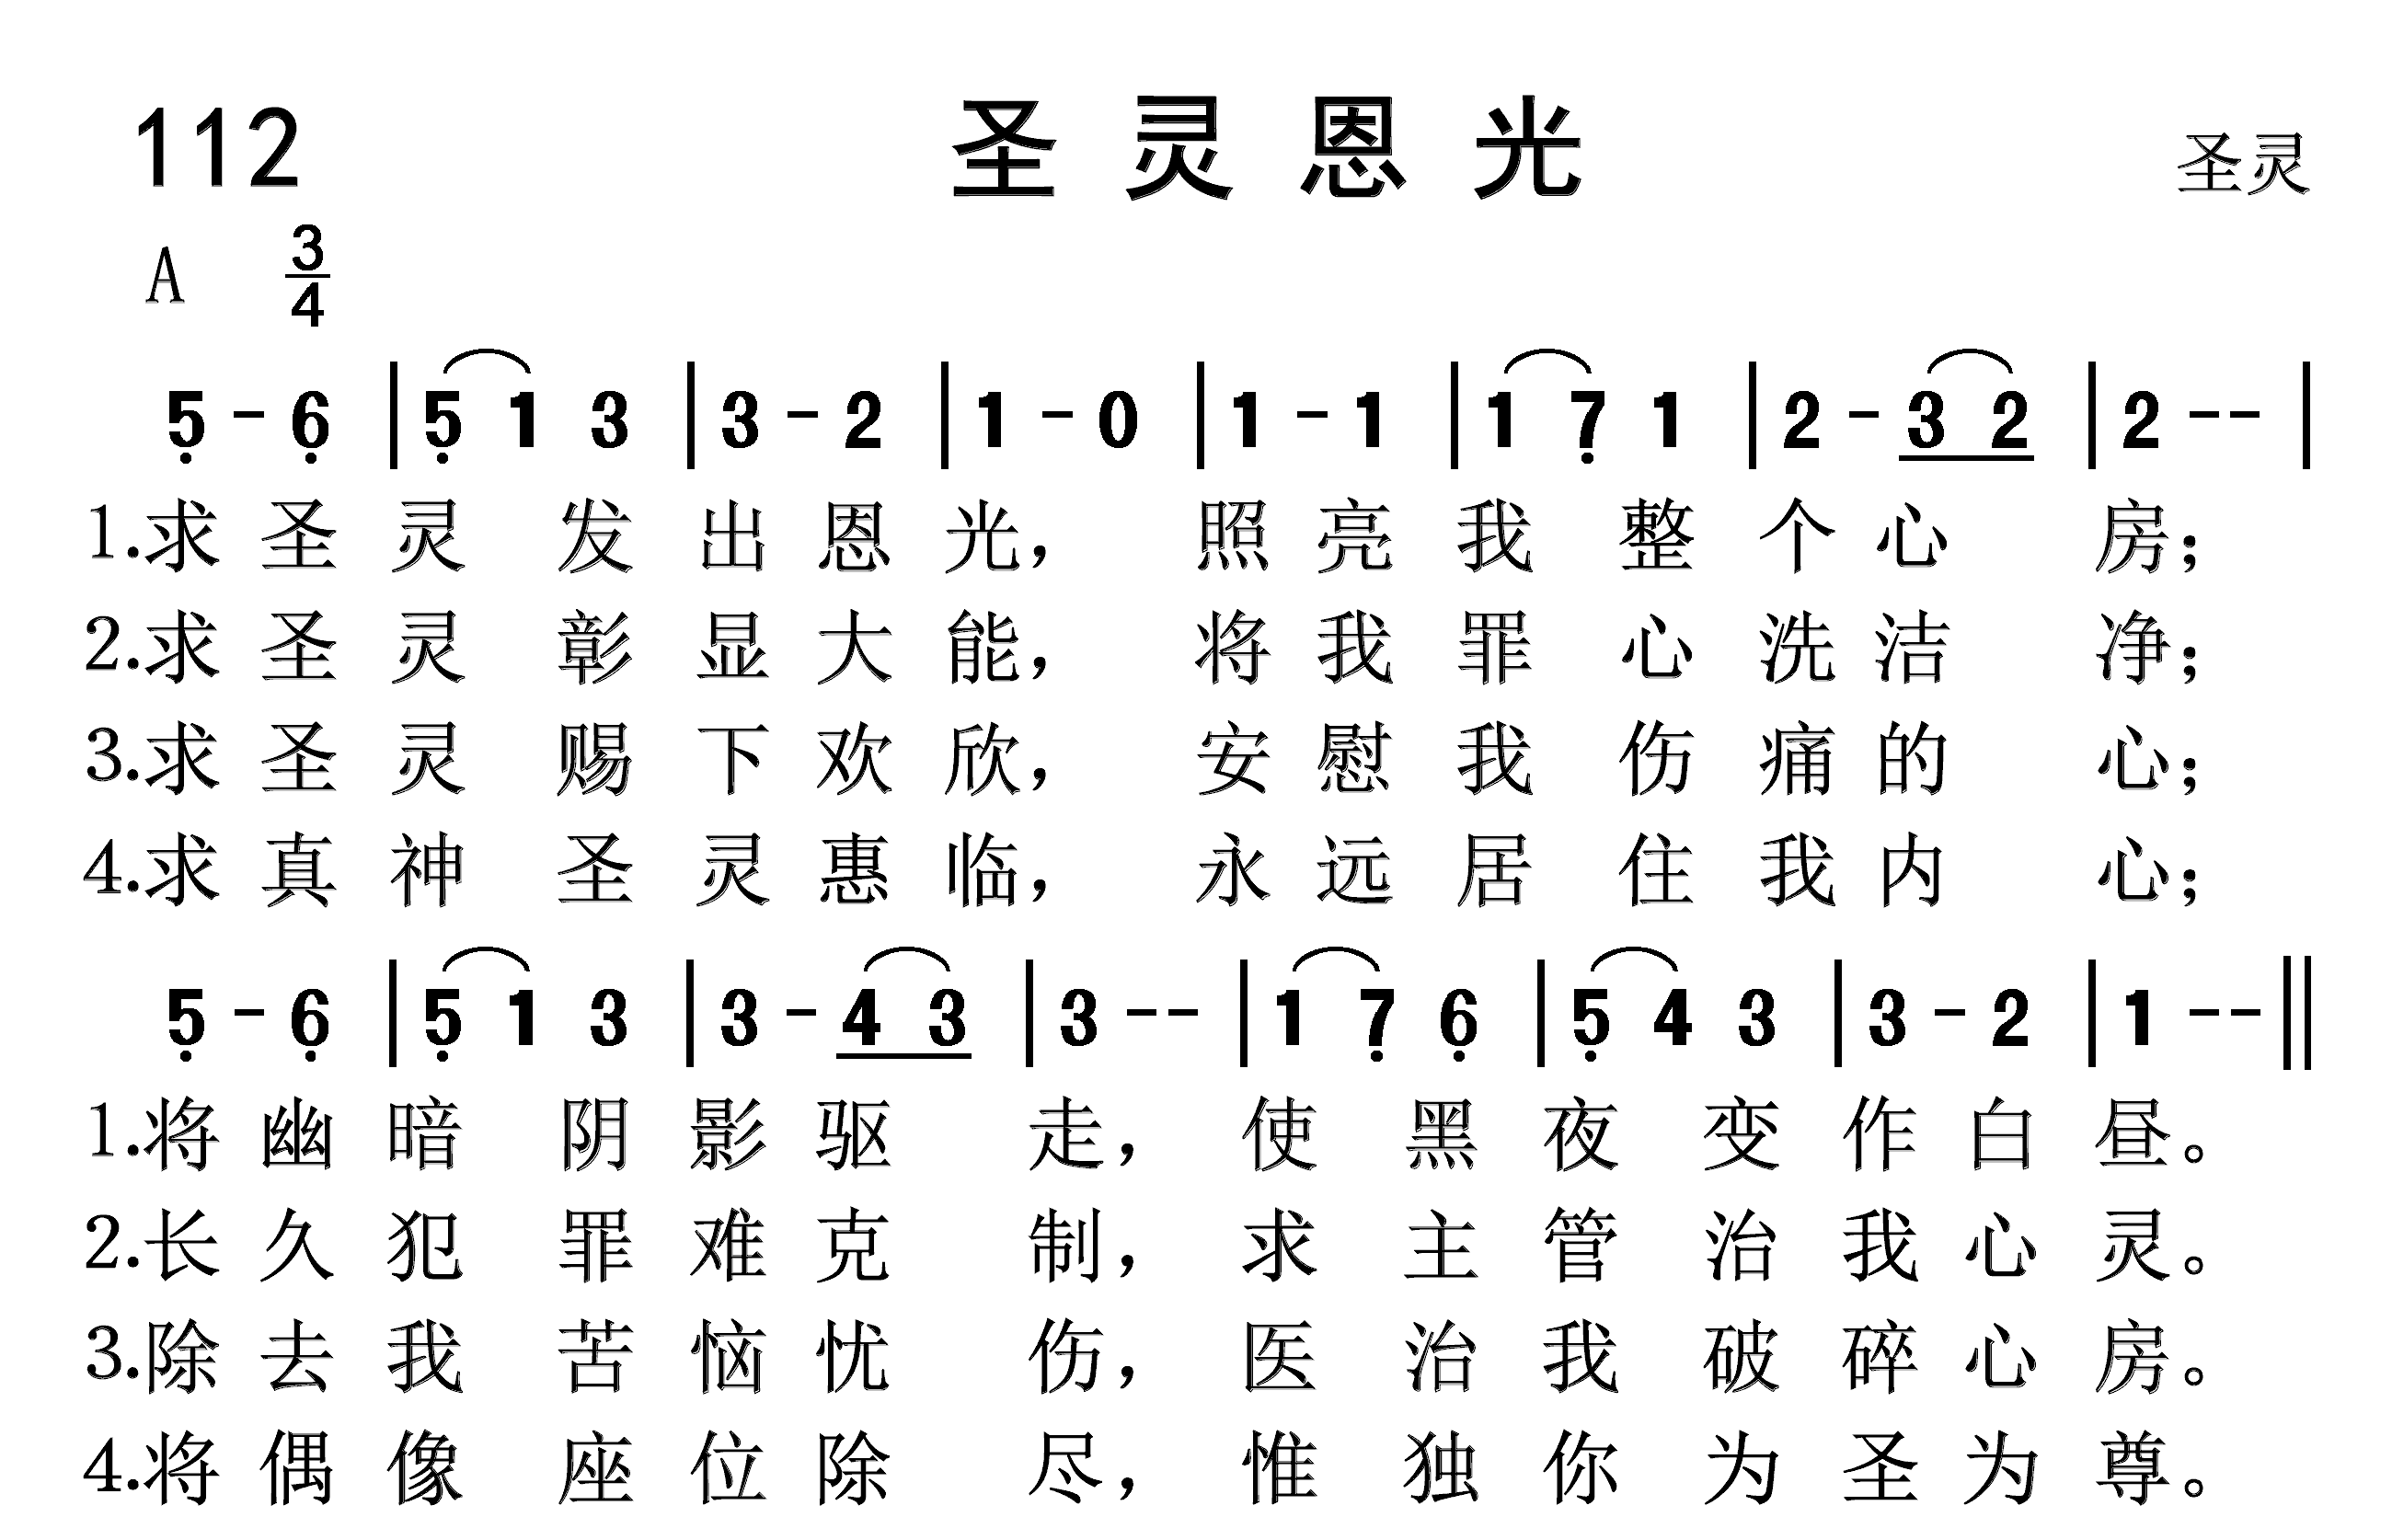 112 圣灵恩光 圣灵
A 3/4
5 - 6 | 5 1 3 | 3 - 2 | 1 - 0 | 1 - 1 | 1 7 1 | 2 - 3 2 | 2 - - |
1.求圣灵发出恩光，照亮我整个心房；
2.求圣灵彰显大能，将我罪心洗洁净；
3.求圣灵赐下欢欣，安慰我伤痛的心；
4.求真神圣灵惠临，永远居住我内心；
5 - 6 | 5 1 3 | 3 - 4 3 | 3 - - | 1 7 6 | 5 4 3 | 3 - 2 | 1 - - ||
1.将幽暗阴影驱走，使黑夜变作白昼。
2.长久犯罪难克制，求主管治我心灵。
3.除去我苦恼忧伤，医治我破碎心房。
4.将偶像座位除尽，惟独你为圣为尊。